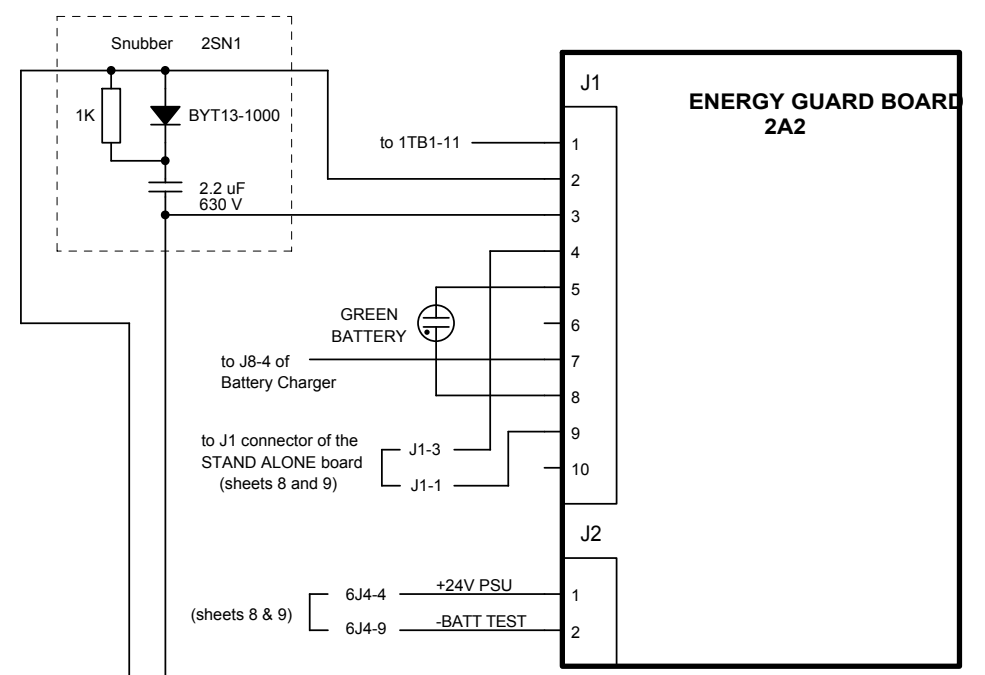 Snubber 2SN1
1K
BYT13-1000
2.2 uF
630 V
J1
ENERGY GUARD BOARD
2A2
to 1TB1-11
1
2
3
4
5
6
7
8
9
10
GREEN
BATTERY
to J8-4 of
Battery Charger
to J1 connector of the
STAND ALONE board
(sheets 8 and 9)
J1-3
J1-1
J2
(sheets 8 & 9)
6J4-4
+24V PSU
1
6J4-9
-BATT TEST
2